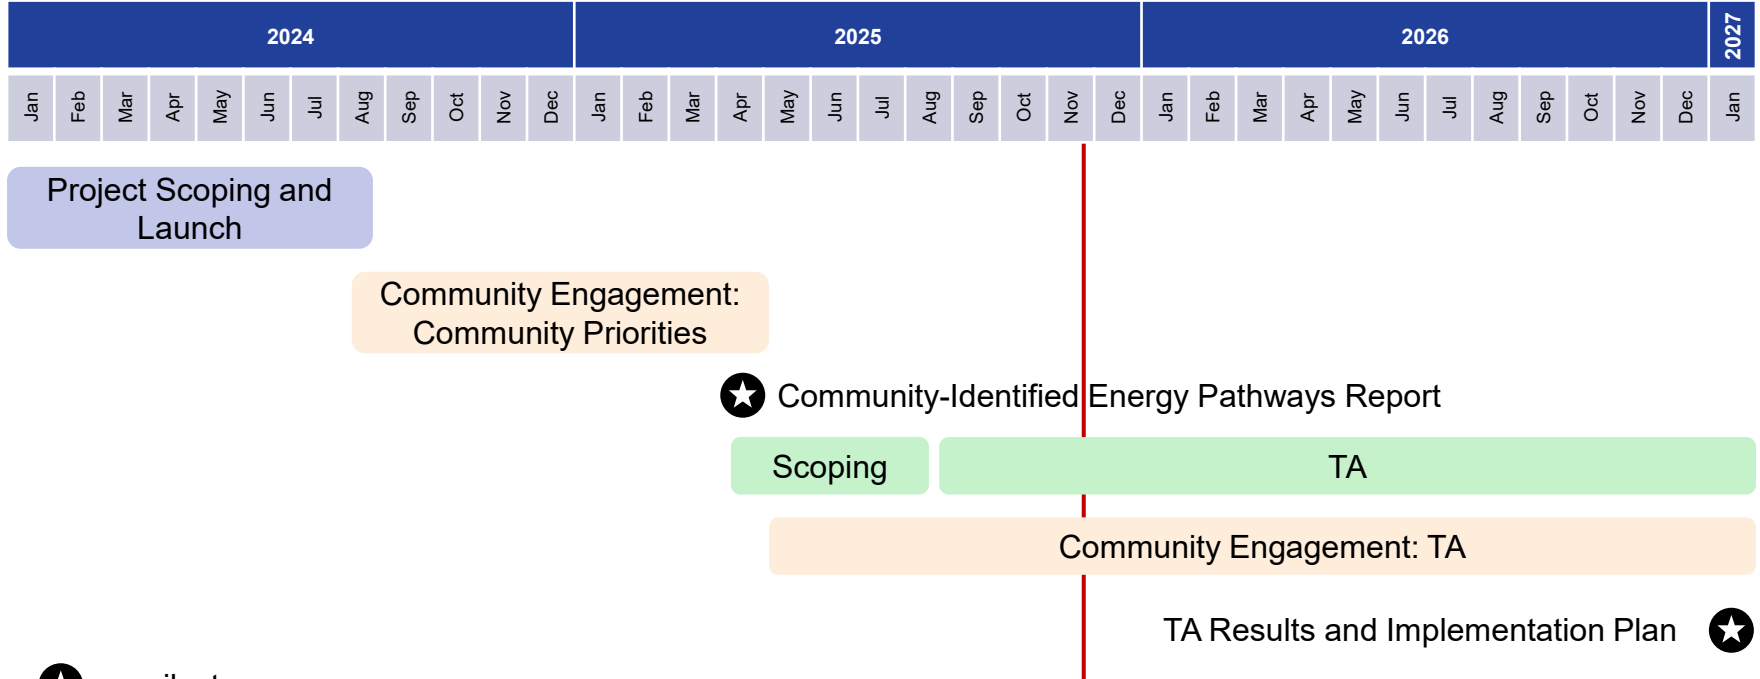 2024 2025 2026 2027
Jan Feb Mar Apr May Jun Jul Aug Sep Oct Nov Dec Jan Feb Mar Apr May Jun Jul Aug Sep Oct Nov Dec Jan Feb Mar Apr May Jun Jul Aug Sep Oct Nov Dec Jan
Project Scoping and
Launch
Community Engagement:
Community Priorities
Community-Identified Energy Pathways Report
Scoping TA
Community Engagement: TA
TA Results and Implementation Plan